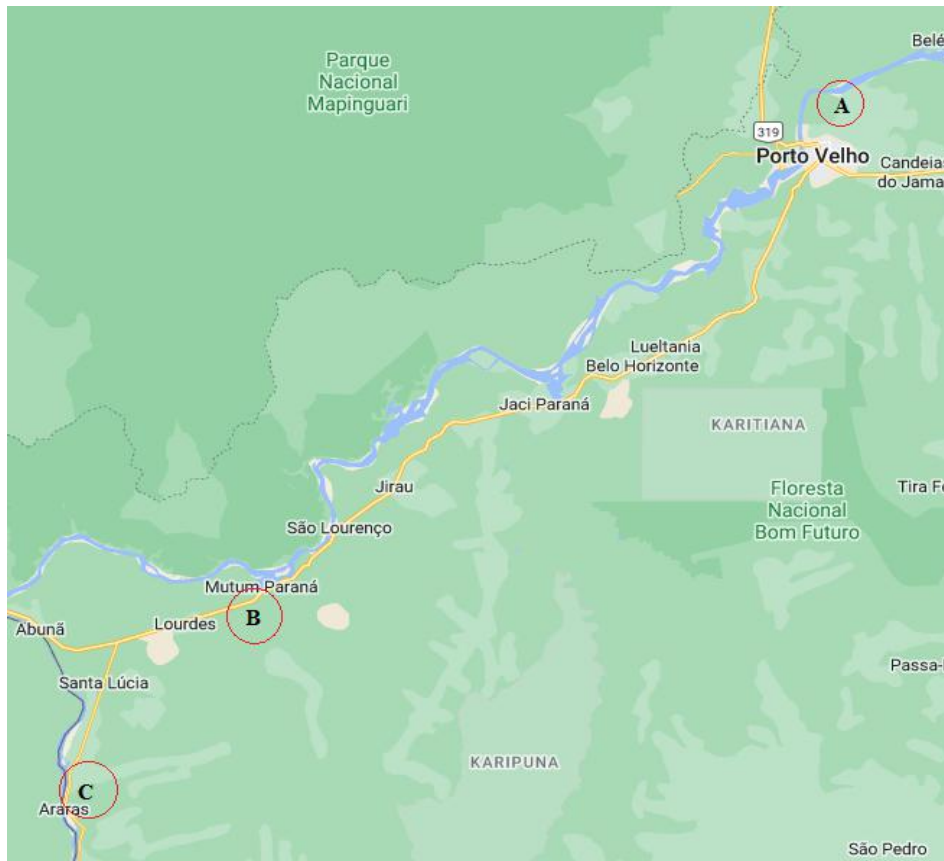 Belé
Parque
Nacional
Mapinguari
A
319
Porto Velho
Candeias
do Jama
Lueltania
Belo Horizonte
Jaci Paraná
KARITIANA
Jirau
Floresta
Nacional
Bom Futuro
Tira Fe
São Lourenço
Mutum Paraná
B
Lourdes
Abunã
Santa Lúcia
Passa-
KARIPUNA
C
Araras
São Pedro